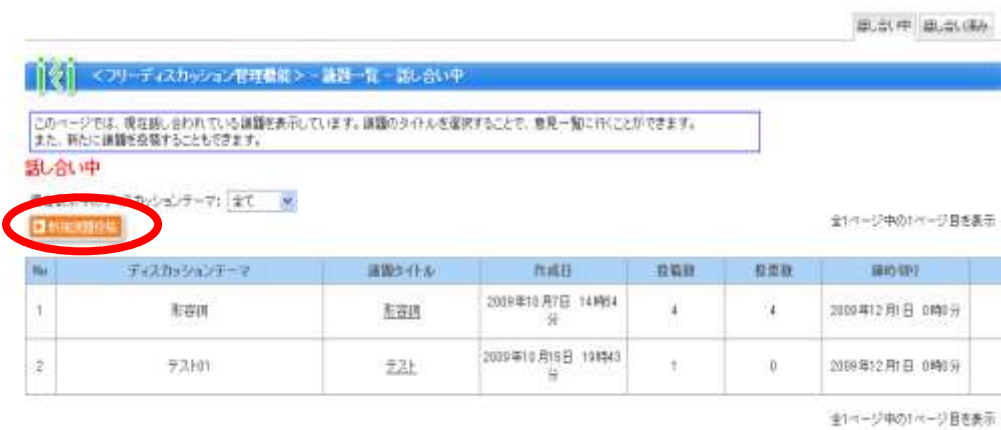 話し合い中 話し合い済み
<フリーディスカッション管理機能> - 議題一覧 - 話し合い中
このページでは、現在話し合われている議題を表示しています。議題のタイトルを選択することで、意見一覧に行くことができます。
また、新たに議題を投稿することもできます。
話し合い中
ディスカッションテーマ: 全て
新規議題投稿
全1ページ中の1ページ目を表示
No ディスカッションテーマ 議題タイトル 作成日 投稿数 投票数 締め切り
1 形容詞 形容詞 2009年10月7日 14時54分 4 4 2009年12月1日 0時0分
2 テスト01 テスト 2009年10月15日 19時43分 1 0 2009年12月1日 0時0分
全1ページ中の1ページ目を表示